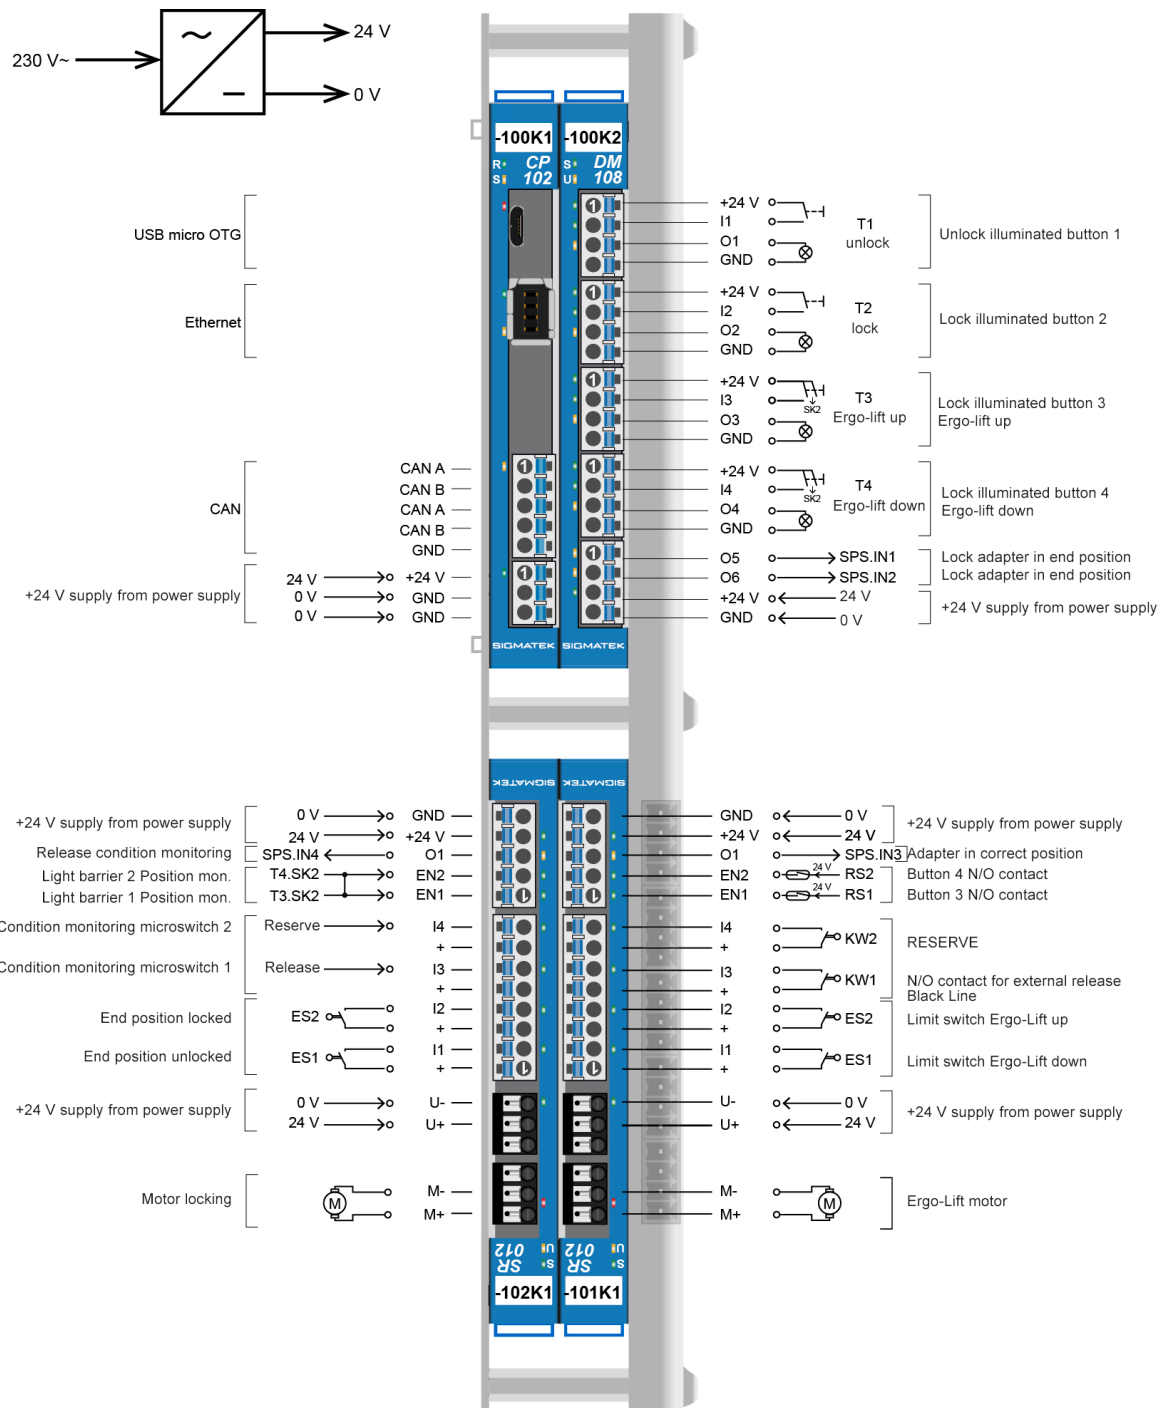 24 V
230 V~
0 V
-100K1
-100K2
R
CP
S
102
S
DM
U
108
USB micro OTG
Ethernet
CAN
CAN A
CAN B
CAN A
CAN B
GND
+24 V supply from power supply
24 V
+24 V
0 V
GND
0 V
GND
1
1
1
1
1
1
1
+24 V
I1
O1
GND
T1
unlock
Unlock illuminated button 1
+24 V
I2
O2
GND
T2
lock
Lock illuminated button 2
+24 V
I3
O3
GND
SK2
T3
Ergo-lift up
Lock illuminated button 3
Ergo-lift up
+24 V
I4
O4
GND
SK2
T4
Ergo-lift down
Lock illuminated button 4
Ergo-lift down
O5
SPS.IN1
Lock adapter in end position
O6
SPS.IN2
Lock adapter in end position
+24 V
24 V
GND
0 V
+24 V supply from power supply
SIGMATEK
SIGMATEK
SIGMATEK
SIGMATEK
+24 V supply from power supply
0 V
GND
24 V
+24 V
Release condition monitoring
SPS.IN4
O1
Light barrier 2 Position mon.
T4.SK2
EN2
Light barrier 1 Position mon.
T3.SK2
EN1
Condition monitoring microswitch 2
Reserve
I4
+
Condition monitoring microswitch 1
Release
I3
+
End position locked
ES2
I2
+
End position unlocked
ES1
I1
+
+24 V supply from power supply
0 V
U-
24 V
U+
Motor locking
M
M-
M+
1
1
1
1
GND
0 V
+24 V
24 V
+24 V supply from power supply
O1
SPS.IN3
Adapter in correct position
EN2
24 V
RS2
Button 4 N/O contact
EN1
24 V
RS1
Button 3 N/O contact
I4
+
KW2
RESERVE
I3
+
KW1
N/O contact for external release
Black Line
I2
+
ES2
Limit switch Ergo-Lift up
I1
+
ES1
Limit switch Ergo-Lift down
U-
0 V
U+
24 V
+24 V supply from power supply
M-
M+
M
Ergo-Lift motor
SR
012
U
S
SR
012
U
S
-102K1
-101K1